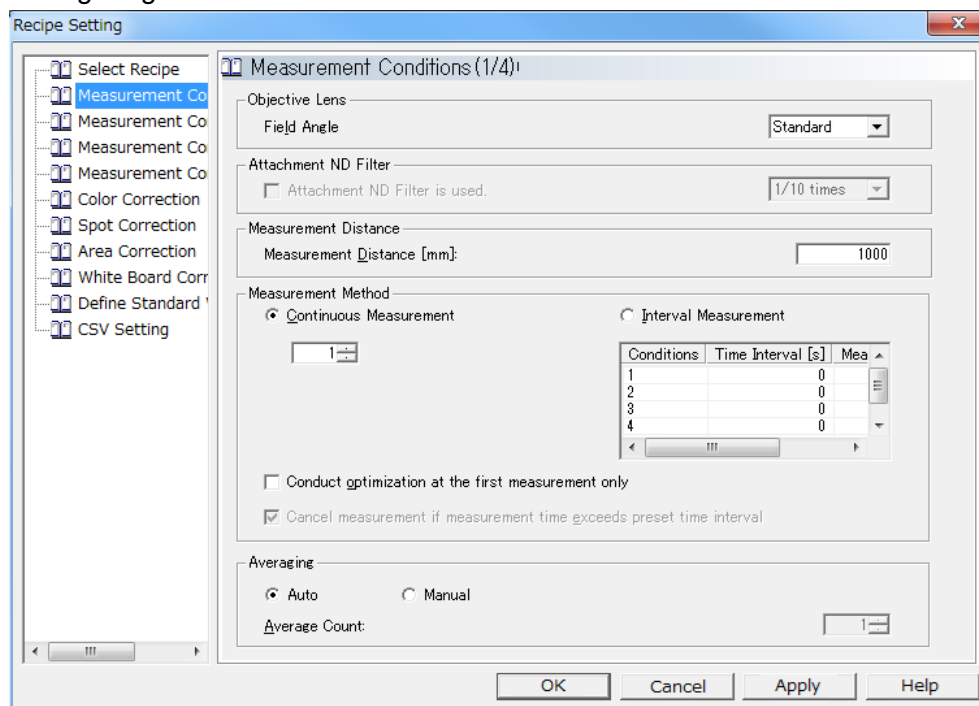 Recipe Setting
Select Recipe
Measurement Co
Measurement Co
Measurement Co
Measurement Co
Color Correction
Spot Correction
Area Correction
White Board Corr
Define Standard
CSV Setting
Measurement Conditions(1/4):
Objective Lens
Field Angle Standard
Attachment ND Filter
Attachment ND Filter is used. 1/10 times
Measurement Distance
Measurement Distance [mm]: 1000
Measurement Method
Continuous Measurement Interval Measurement
1
Conditions Time Interval [s] Mea
1 0
2 0
3 0
4 0
Conduct optimization at the first measurement only
Cancel measurement if measurement time exceeds preset time interval
Averaging
Auto Manual
Average Count: 1
OK Cancel Apply Help